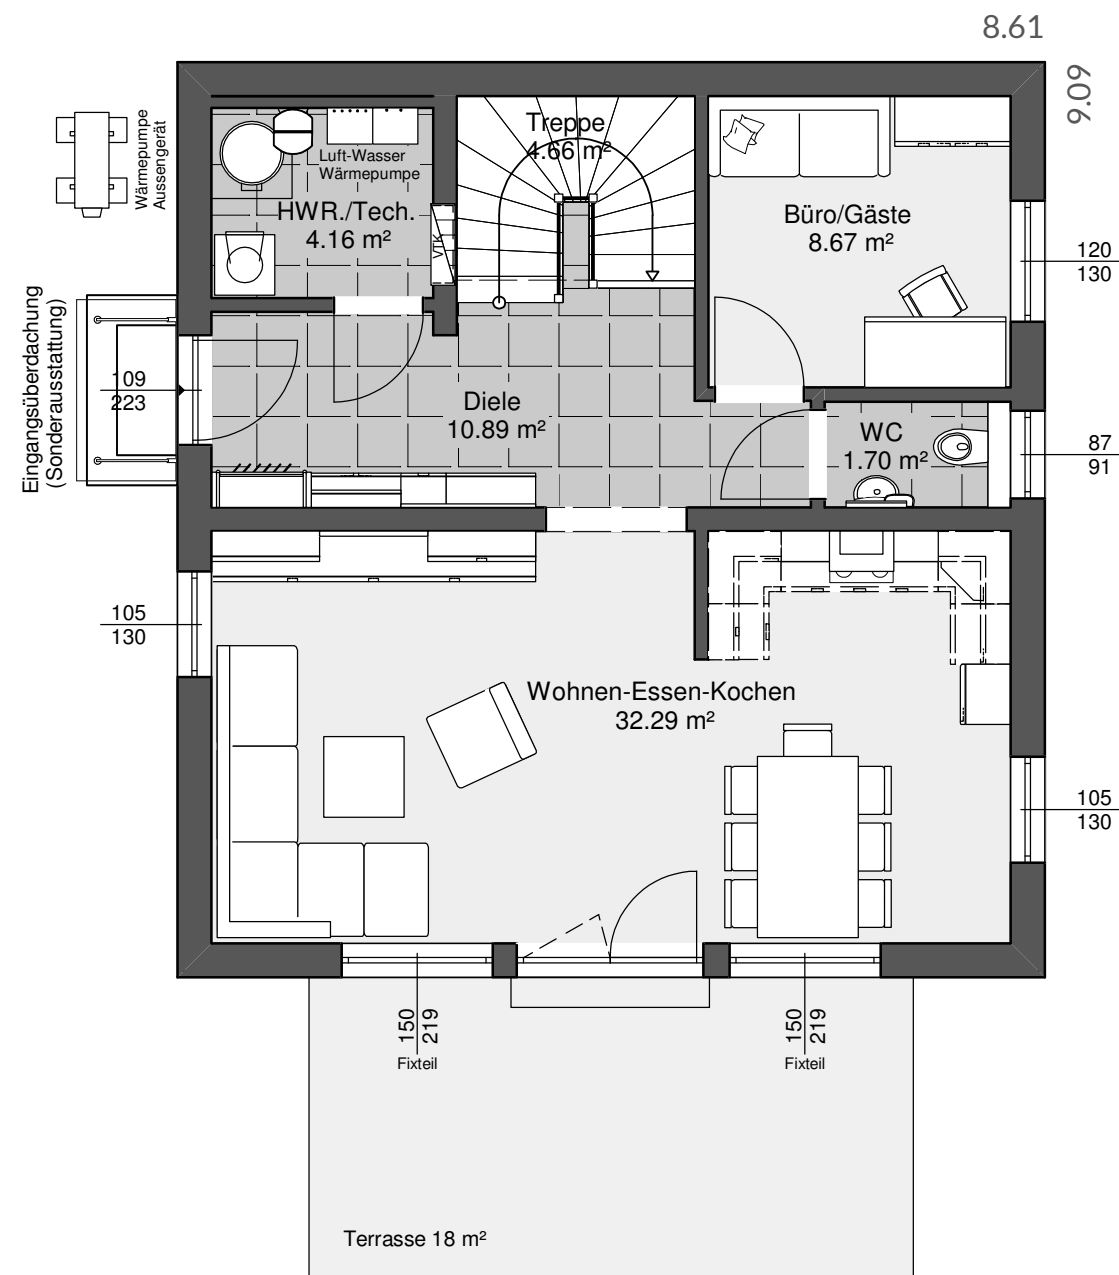 8.61
9.09
Wärmepumpe
Aussengerät
Luft-Wasser
Wärmepumpe
HWR./Tech.
4.16 m²
VTK
Treppe
4.66 m²
Büro/Gäste
8.67 m²
120
130
Eingangsüberdachung
(Sonderausstattung)
109
223
Diele
10.89 m²
WC
1.70 m²
87
91
105
130
Wohnen-Essen-Kochen
32.29 m²
105
130
150
219
Fixteil
150
219
Fixteil
Terrasse 18 m²